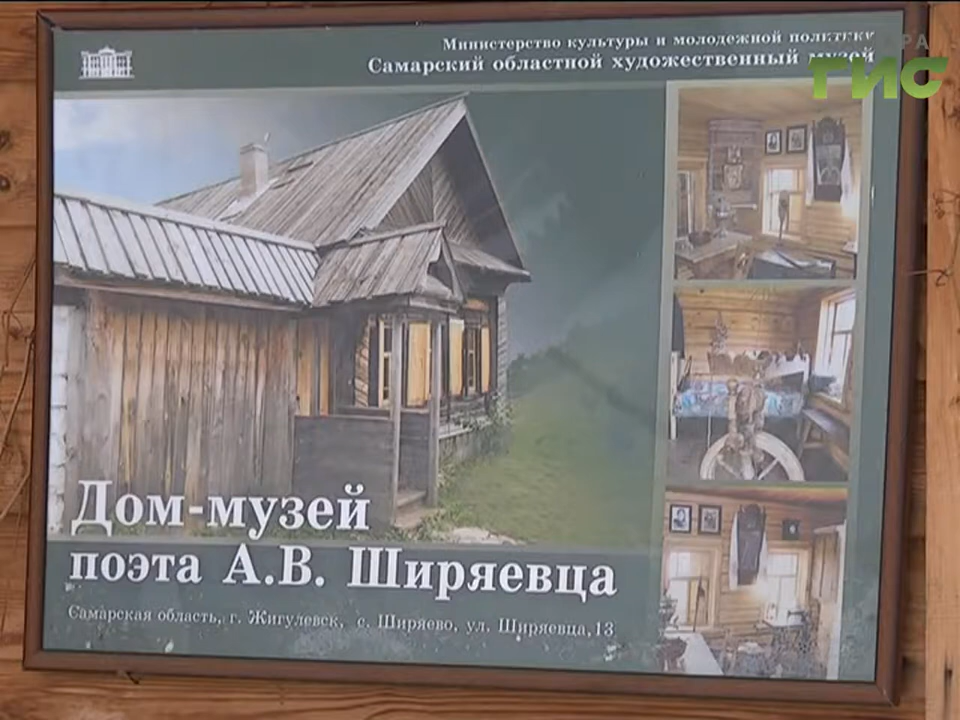 Министерство культуры и молодежной политики
Самарский областной художественный музей
ГИС
Дом-музей
поэта А.В. Ширяевца
Самарская область, г. Жигулевск, с. Ширяево, ул. Ширяевца,13